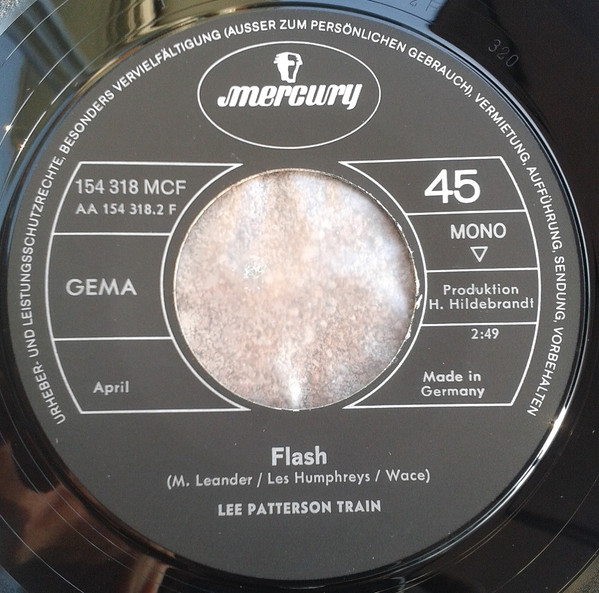 URHEBER- UND LEISTUNGSSCHUTZRECHTE, BESONDERS VERVIELFÄLTIGUNG (AUSSER ZUM PERSÖNLICHEN GEBRAUCH), VERMIETUNG, AUFFÜHRUNG, SENDUNG, VORBEHALTEN
mercury
154 318 MCF
AA 154 318.2 F
GEMA
April
45
MONO
Produktion
H. Hildebrandt
2:49
Made in
Germany
Flash
(M. Leander / Les Humphreys / Wace)
LEE PATTERSON TRAIN
320